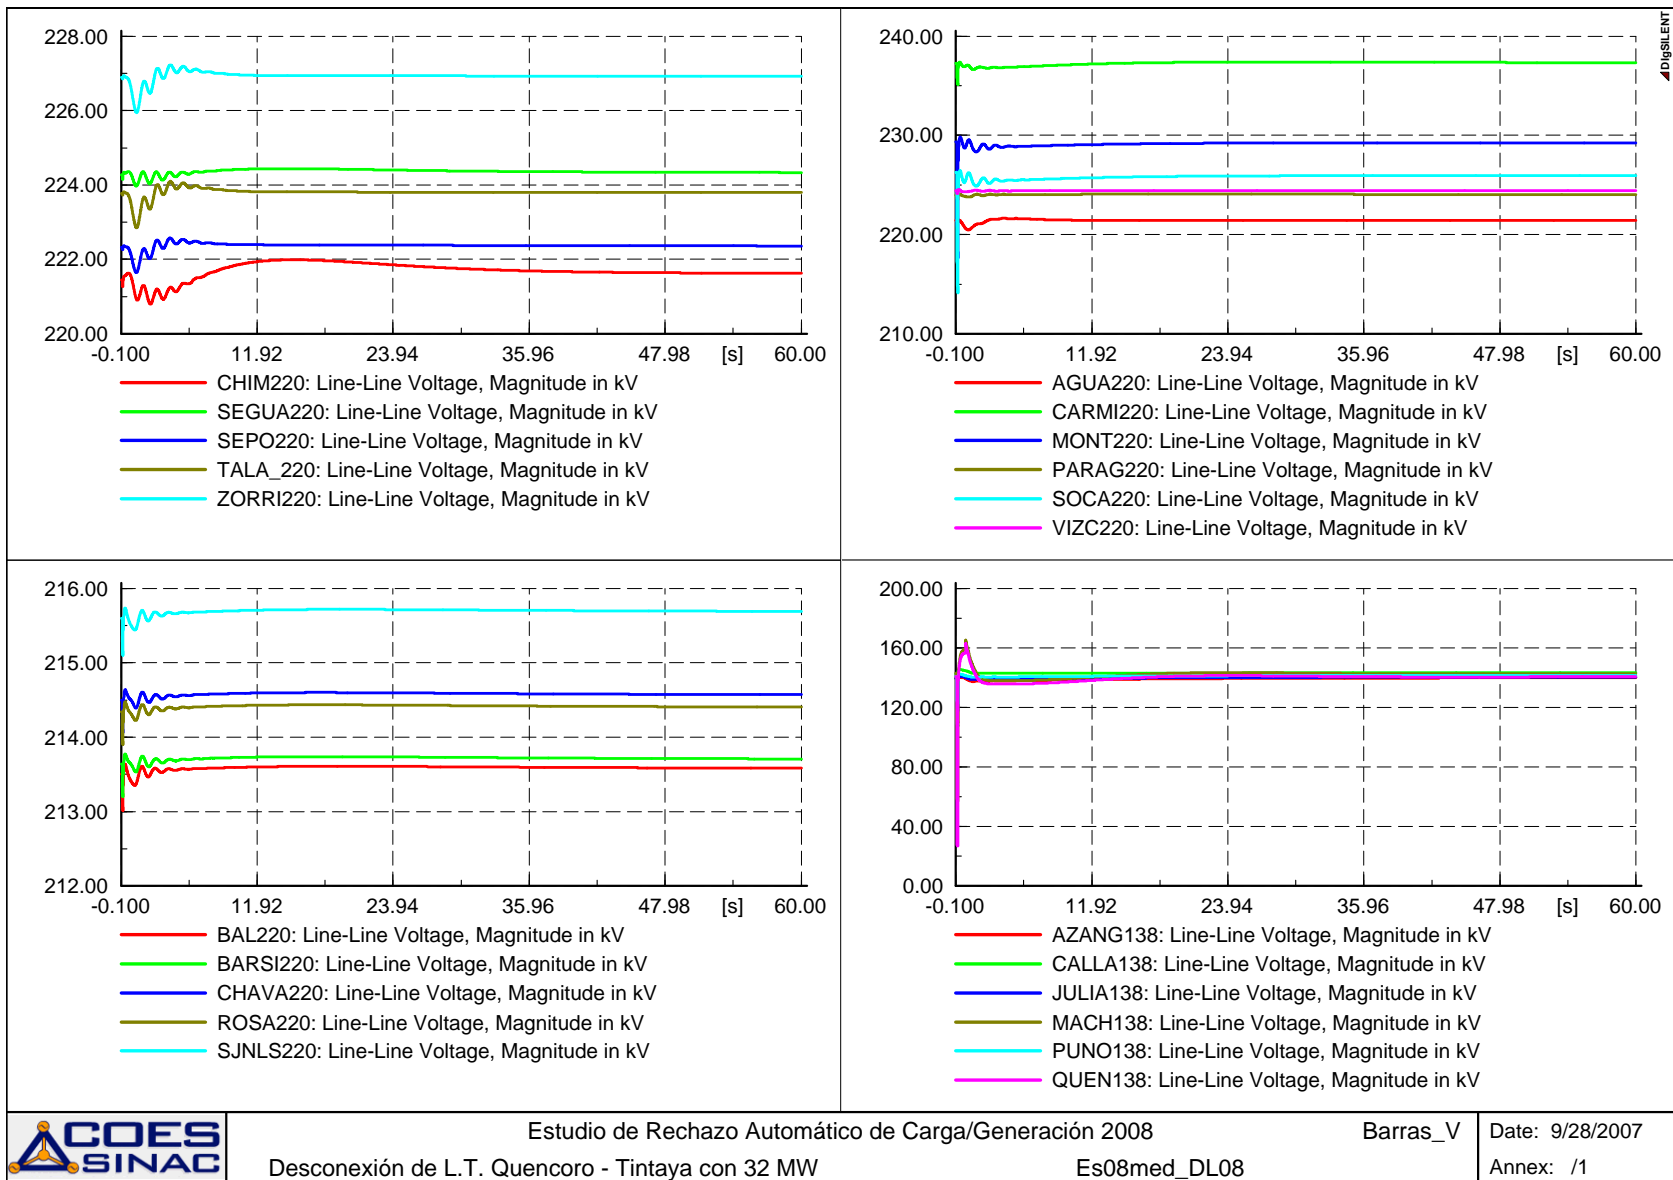 228.00
226.00
224.00
222.00
220.00
-0.100 11.92 23.94 35.96 47.98 [s] 60.00
CHIM220: Line-Line Voltage, Magnitude in kV
SEGUA220: Line-Line Voltage, Magnitude in kV
SEPO220: Line-Line Voltage, Magnitude in kV
TALA_220: Line-Line Voltage, Magnitude in kV
ZORRI220: Line-Line Voltage, Magnitude in kV
240.00
230.00
220.00
210.00
-0.100 11.92 23.94 35.96 47.98 [s] 60.00
AGUA220: Line-Line Voltage, Magnitude in kV
CARMI220: Line-Line Voltage, Magnitude in kV
MONT220: Line-Line Voltage, Magnitude in kV
PARAG220: Line-Line Voltage, Magnitude in kV
SOCA220: Line-Line Voltage, Magnitude in kV
VIZC220: Line-Line Voltage, Magnitude in kV
DIgSILENT
216.00
215.00
214.00
213.00
212.00
-0.100 11.92 23.94 35.96 47.98 [s] 60.00
BAL220: Line-Line Voltage, Magnitude in kV
BARSI220: Line-Line Voltage, Magnitude in kV
CHAVA220: Line-Line Voltage, Magnitude in kV
ROSA220: Line-Line Voltage, Magnitude in kV
SJNLS220: Line-Line Voltage, Magnitude in kV
200.00
160.00
120.00
80.00
40.00
0.00
-0.100 11.92 23.94 35.96 47.98 [s] 60.00
AZANG138: Line-Line Voltage, Magnitude in kV
CALLA138: Line-Line Voltage, Magnitude in kV
JULIA138: Line-Line Voltage, Magnitude in kV
MACH138: Line-Line Voltage, Magnitude in kV
PUNO138: Line-Line Voltage, Magnitude in kV
QUEN138: Line-Line Voltage, Magnitude in kV
COES
SINAC
Estudio de Rechazo Automático de Carga/Generación 2008 Barras_V
Desconexión de L.T. Quencoro - Tintaya con 32 MW Es08med_DL08
Date: 9/28/2007
Annex: /1